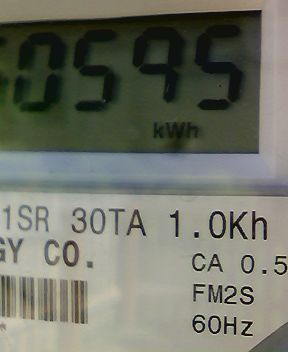 0595
kWh
1SR 30TA 1.0Kh
GY CO.
CA 0.5
FM2S
60Hz